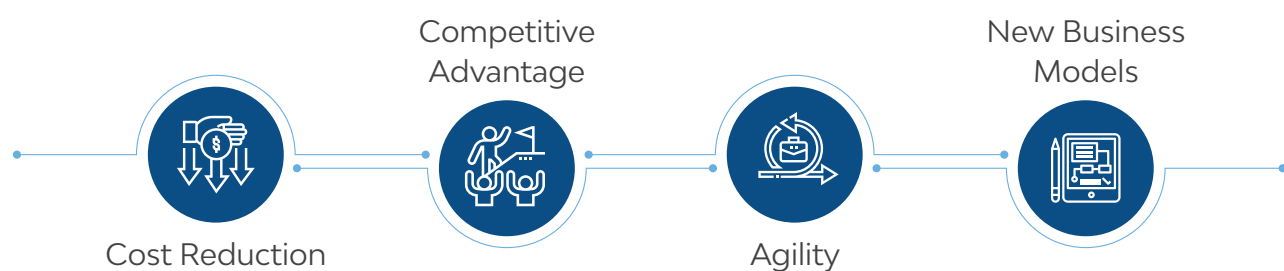 Cost Reduction
Competitive
Advantage
Agility
New Business
Models
$